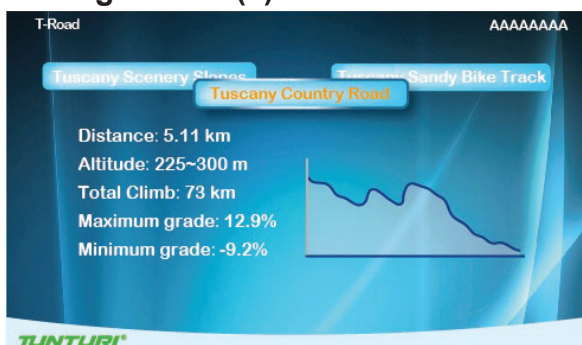 T-Road
AAAAAAAA
Tuscany Scenery Slopes
Tuscany Sandy Bike Track
Tuscany Country Road
Distance: 5.11 km
Altitude: 225~300 m
Total Climb: 73 km
Maximum grade: 12.9%
Minimum grade: -9.2%
TUNTURI®